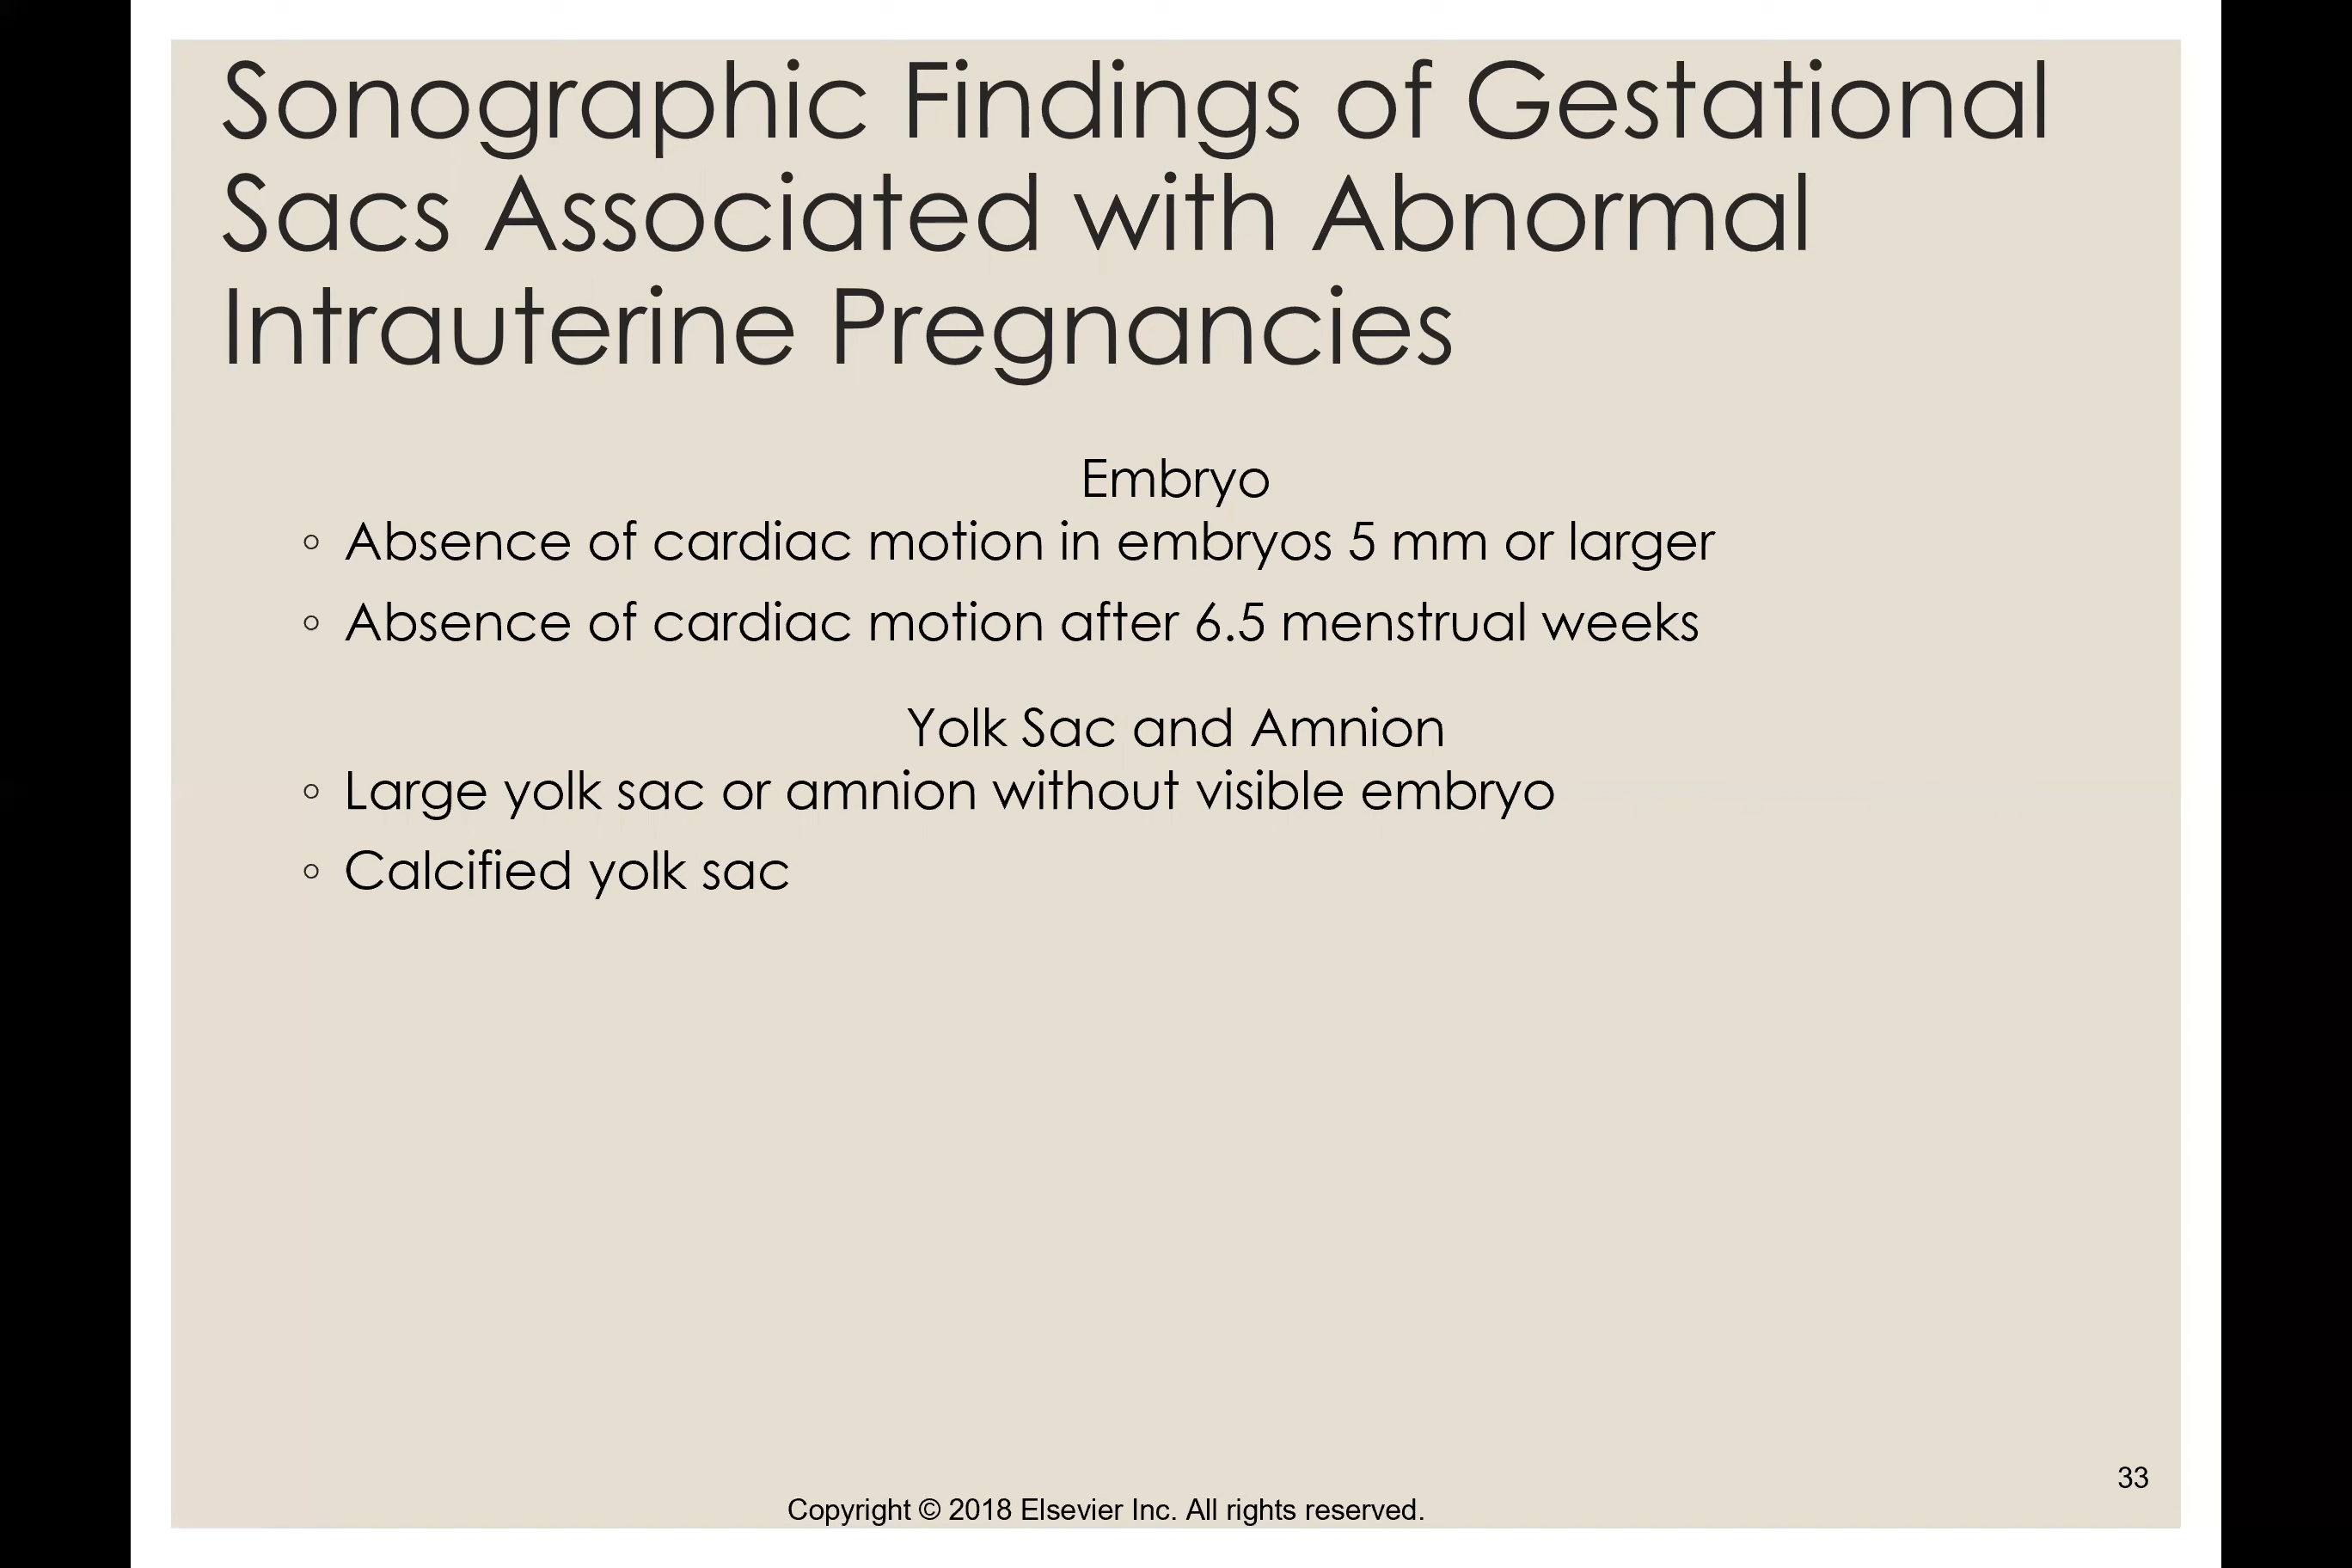 Sonographic Findings of Gestational
Sacs Associated with Abnormal
Intrauterine Pregnancies
Embryo
◦ Absence of cardiac motion in embryos 5 mm or larger
◦ Absence of cardiac motion after 6.5 menstrual weeks
Yolk Sac and Amnion
◦ Large yolk sac or amnion without visible embryo
◦ Calcified yolk sac
33
Copyright © 2018 Elsevier Inc. All rights reserved.